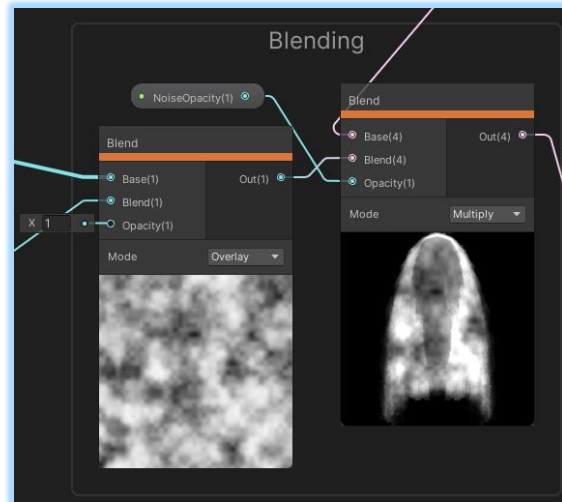 Blending
NoiseOpacity(1)
Blend
Base(1)
Out(1)
Blend(1)
X 1
Opacity(1)
Mode
Overlay
Blend
Base(4)
Out(4)
Blend(4)
Opacity(1)
Mode
Multiply